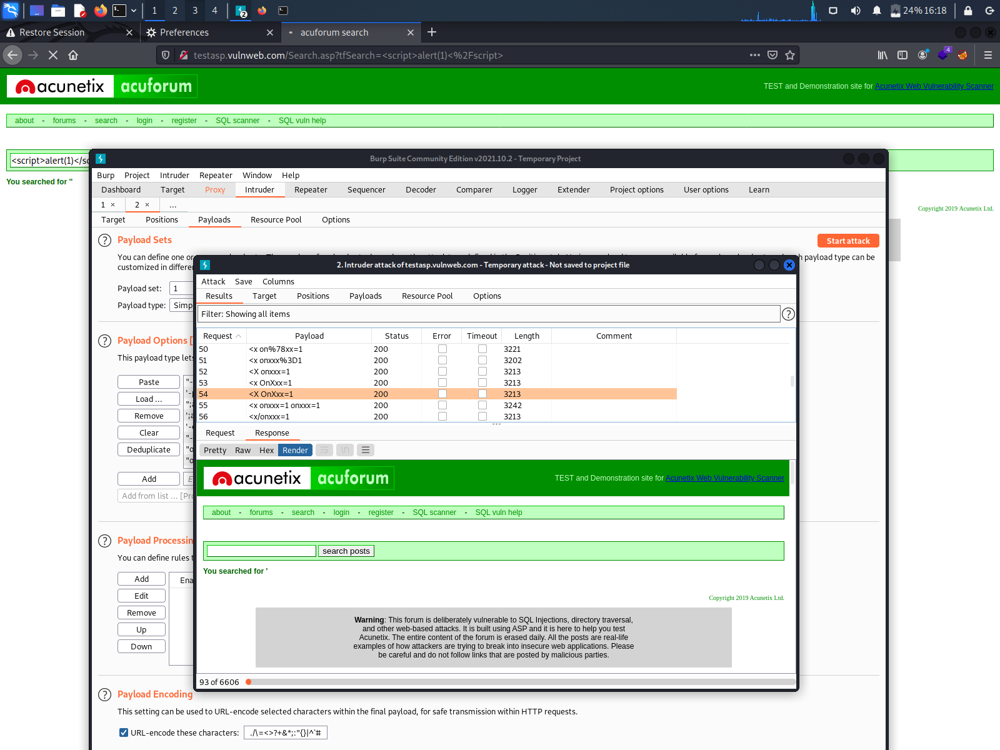 1 2 3 4 2 24% 16:18
Restore Session Preferences acuforum search
testasp.vulnweb.com/Search.asp?tfSearch=<script>alert(1)<%2Fscript> 4
acunetix acuforum TEST and Demonstration site for Acunetix Web Vulnerability Scanner
about - forums - search - login - register - SQL scanner - SQL vuln help
<script>alert(1)</sc
You searched for ''
Copyright 2019 Acunetix Ltd.
Burp Suite Community Edition v2021.10.2 - Temporary Project
Burp Project Intruder Repeater Window Help
Dashboard Target Proxy Intruder Repeater Sequencer Decoder Comparer Logger Extender Project options User options Learn
1 × 2 × ...
Target Positions Payloads Resource Pool Options
? Payload Sets Start attack
You can define one or payload type can be
customized in differen
Payload set: 1
Payload type: Simp
? Payload Options [
This payload type lets
Paste
Load ...
Remove
Clear
Deduplicate
Add
Add from list ... [Pro
? Payload Processin
You can define rules t
Add Ena
Edit
Remove
Up
Down
? Payload Encoding
This setting can be used to URL-encode selected characters within the final payload, for safe transmission within HTTP requests.
URL-encode these characters: ./\=<>?+&*;:"{}|^`#
2. Intruder attack of testasp.vulnweb.com - Temporary attack - Not saved to project file
Attack Save Columns
Results Target Positions Payloads Resource Pool Options
Filter: Showing all items ?
Request Payload Status Error Timeout Length Comment
50 <x on%78xx=1 200 3221
51 <x onxxx%3D1 200 3202
52 <X onxxx=1 200 3213
53 <x OnXxx=1 200 3213
54 <X OnXxx=1 200 3213
55 <x onxxx=1 onxxx=1 200 3242
56 <x/onxxx=1 200 3213
Request Response
Pretty Raw Hex Render \n
acunetix acuforum TEST and Demonstration site for Acunetix Web Vulnerability Scanner
about - forums - search - login - register - SQL scanner - SQL vuln help
search posts
You searched for '
Copyright 2019 Acunetix Ltd.
Warning: This forum is deliberately vulnerable to SQL Injections, directory traversal,
and other web-based attacks. It is built using ASP and it is here to help you test
Acunetix. The entire content of the forum is erased daily. All the posts are real-life
examples of how attackers are trying to break into insecure web applications. Please
be careful and do not follow links that are posted by malicious parties.
93 of 6606